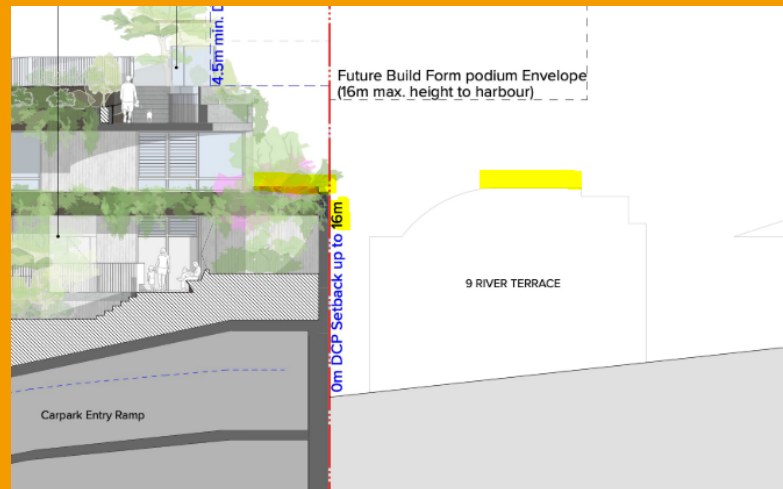 4.5m min. D
Future Build Form podium Envelope
(16m max. height to harbour)
0m DCP Setback up to 16m
9 RIVER TERRACE
Carpark Entry Ramp